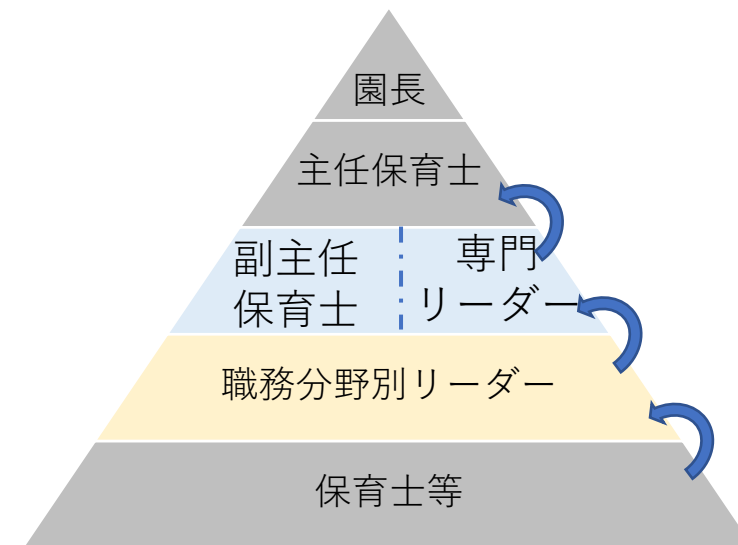 園長
主任保育士
副主任
保育士
専門
リーダー
職務分野別リーダー
保育士等